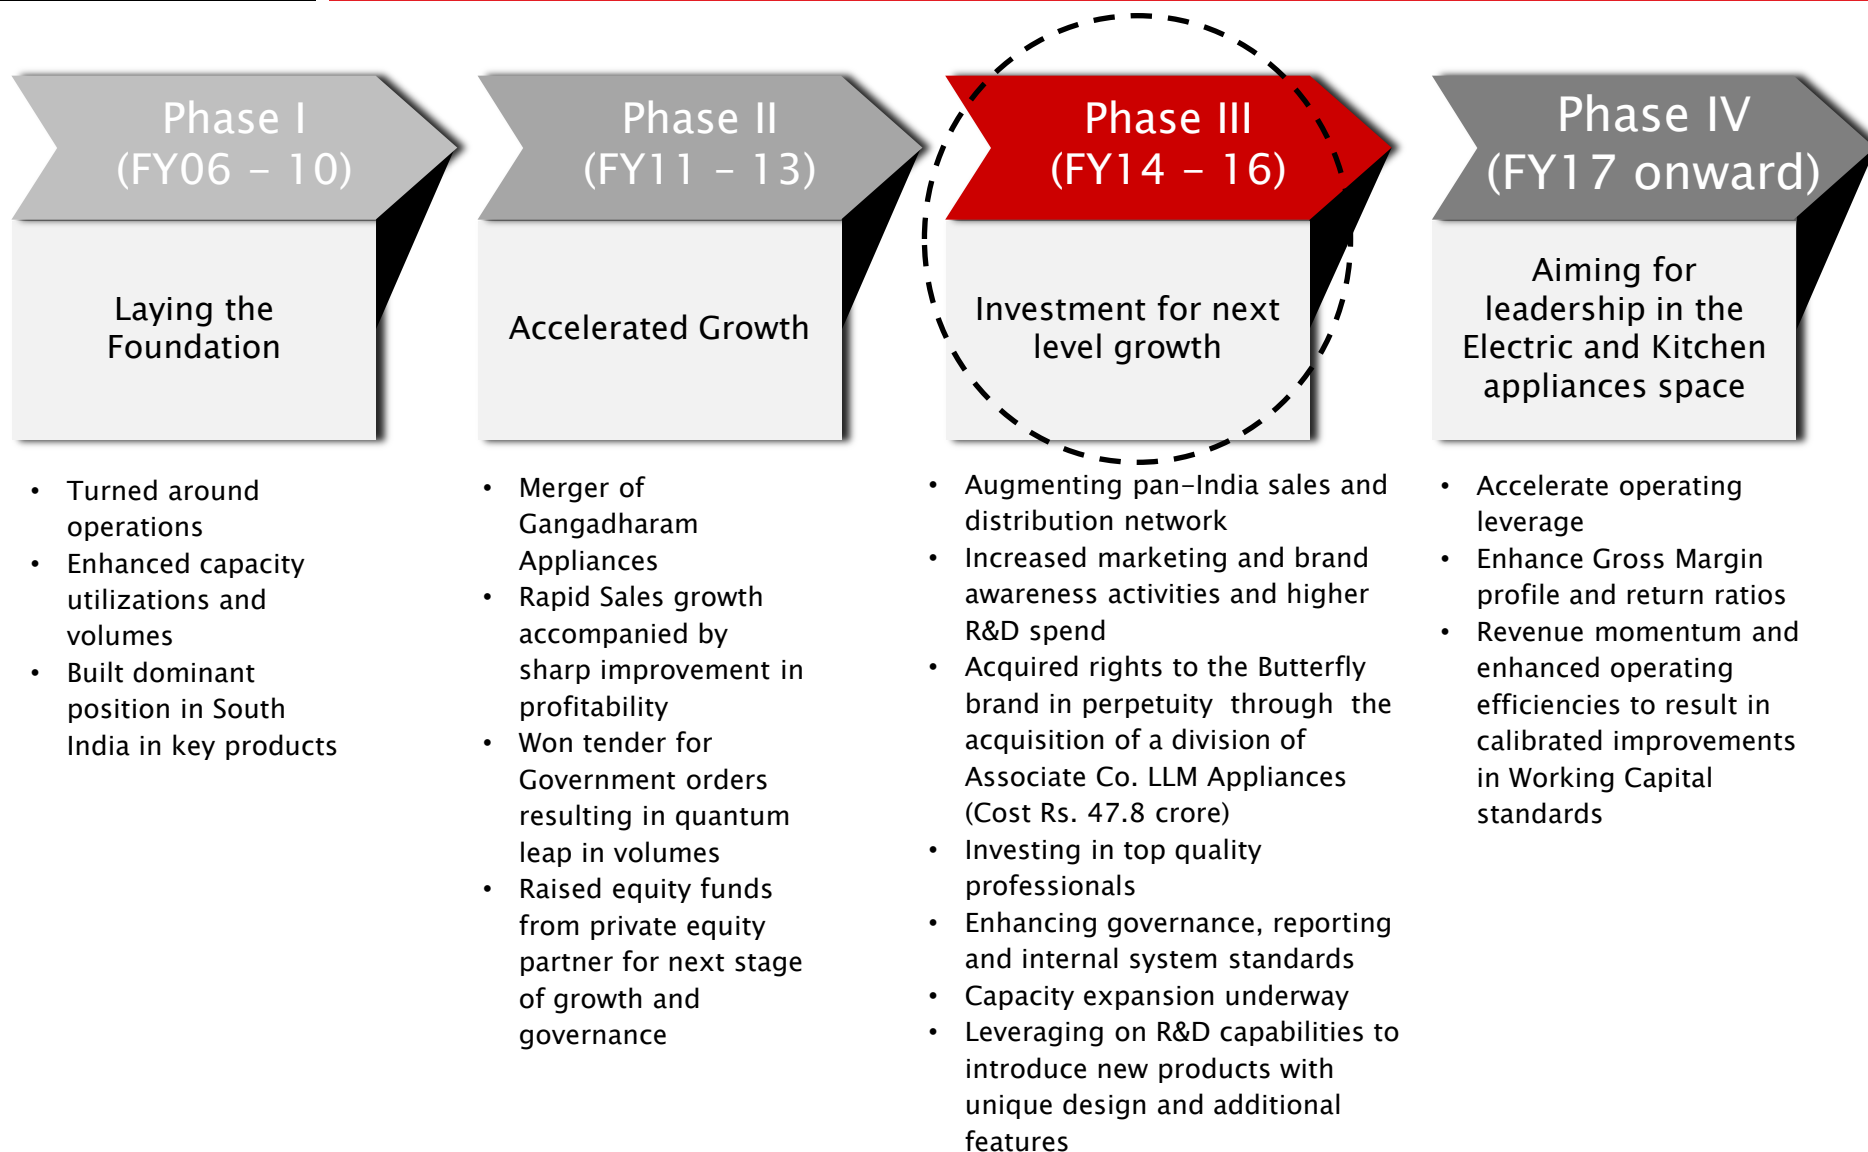 Phase I
(FY06 – 10)
Laying the
Foundation
• Turned around
operations
• Enhanced capacity
utilizations and
volumes
• Built dominant
position in South
India in key products
Phase II
(FY11 – 13)
Accelerated Growth
• Merger of
Gangadharam
Appliances
• Rapid Sales growth
accompanied by
sharp improvement in
profitability
• Won tender for
Government orders
resulting in quantum
leap in volumes
• Raised equity funds
from private equity
partner for next stage
of growth and
governance
Phase III
(FY14 – 16)
Investment for next
level growth
• Augmenting pan-India sales and
distribution network
• Increased marketing and brand
awareness activities and higher
R&D spend
• Acquired rights to the Butterfly
brand in perpetuity through the
acquisition of a division of
Associate Co. LLM Appliances
(Cost Rs. 47.8 crore)
• Investing in top quality
professionals
• Enhancing governance, reporting
and internal system standards
• Capacity expansion underway
• Leveraging on R&D capabilities to
introduce new products with
unique design and additional
features
Phase IV
(FY17 onward)
Aiming for
leadership in the
Electric and Kitchen
appliances space
• Accelerate operating
leverage
• Enhance Gross Margin
profile and return ratios
• Revenue momentum and
enhanced operating
efficiencies to result in
calibrated improvements
in Working Capital
standards